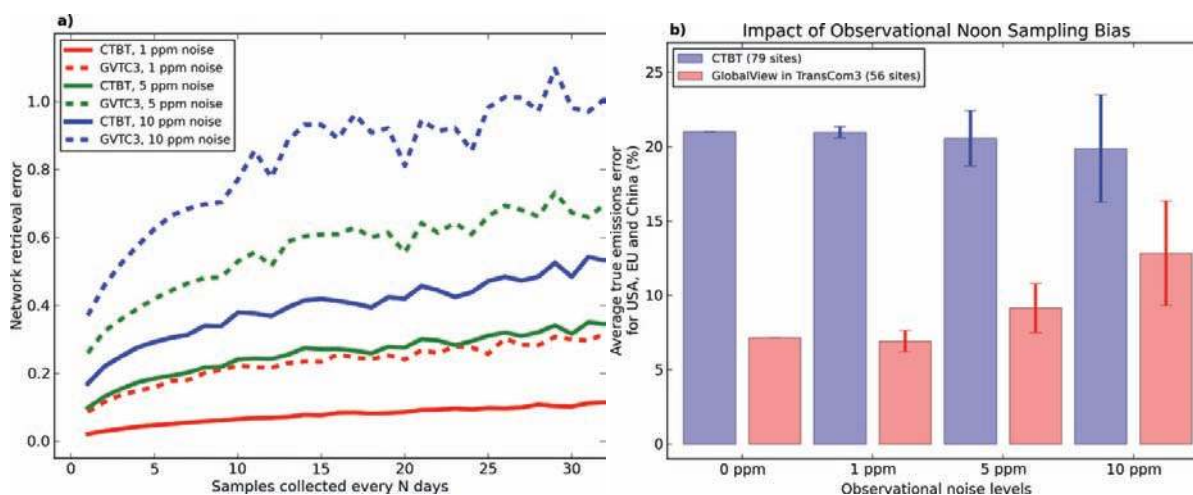 a)
CTBT, 1 ppm noise
GVTC3, 1 ppm noise
CTBT, 5 ppm noise
GVTC3, 5 ppm noise
CTBT, 10 ppm noise
GVTC3, 10 ppm noise
Network retrieval error
1.0
0.8
0.6
0.4
0.2
0.0
0 5 10 15 20 25 30
Samples collected every N days
b)
Impact of Observational Noon Sampling Bias
CTBT (79 sites)
GlobalView in TransCom3 (56 sites)
Average true emissions error
for USA, EU and China (%)
25
20
15
10
5
0
0 ppm 1 ppm 5 ppm 10 ppm
Observational noise levels